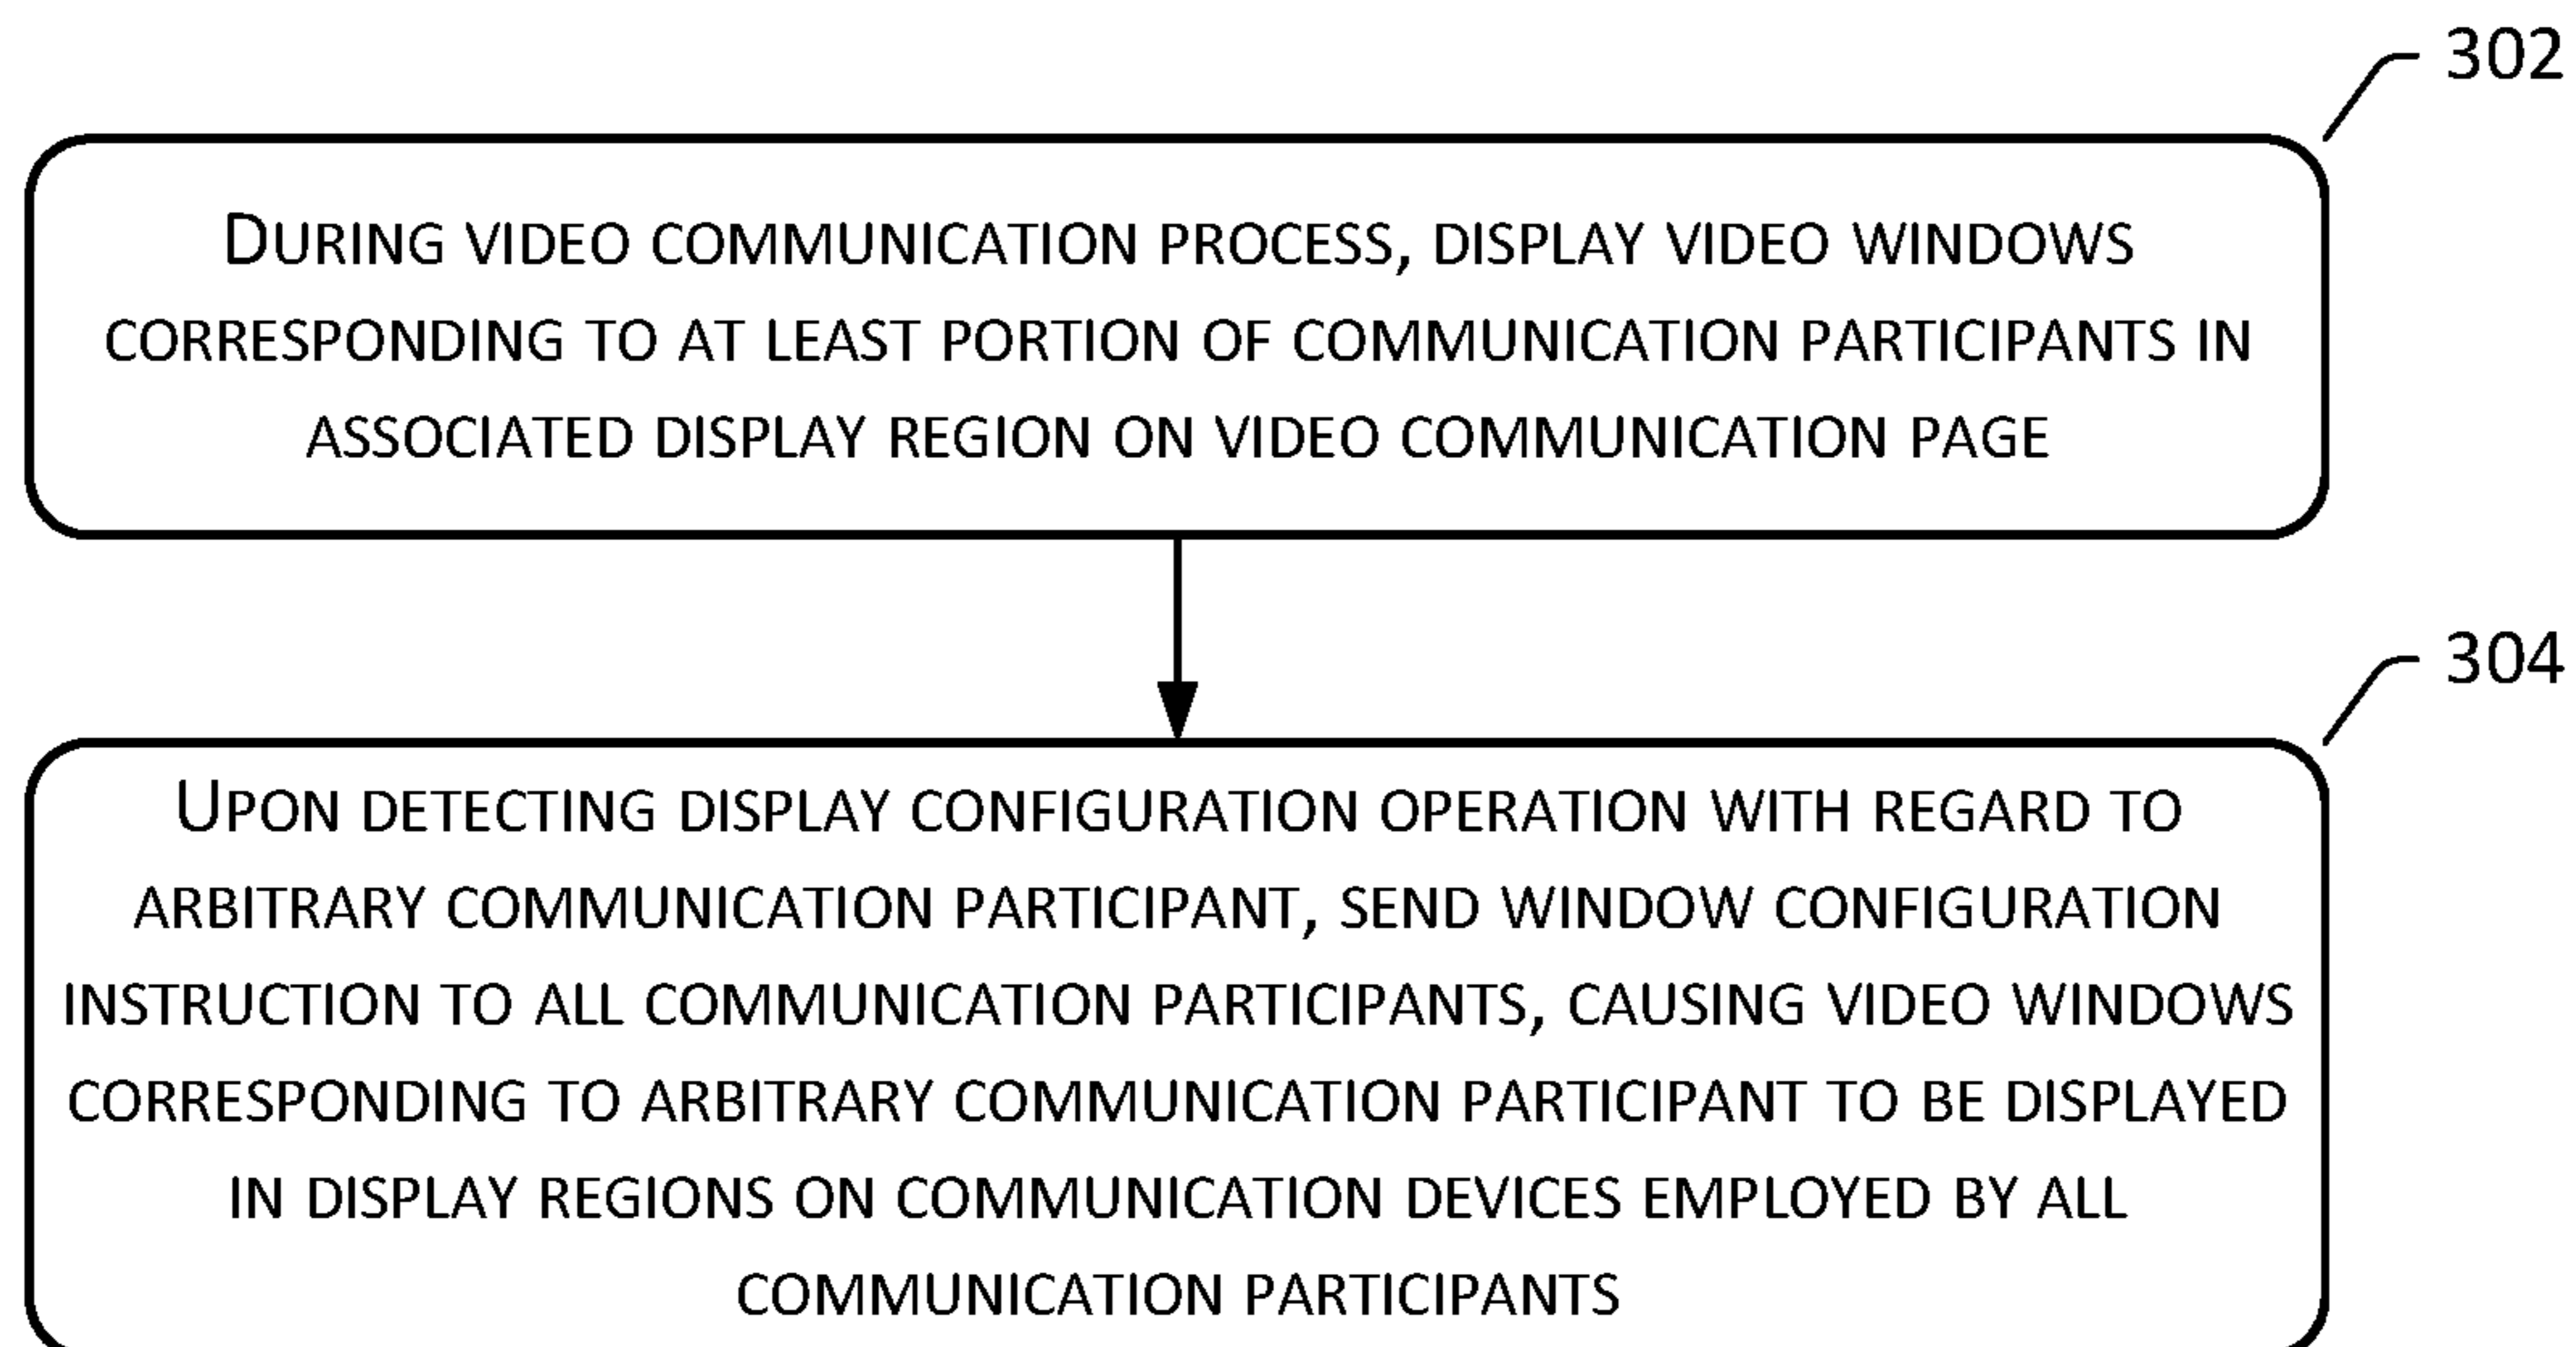 302
DURING VIDEO COMMUNICATION PROCESS, DISPLAY VIDEO WINDOWS
CORRESPONDING TO AT LEAST PORTION OF COMMUNICATION PARTICIPANTS IN
ASSOCIATED DISPLAY REGION ON VIDEO COMMUNICATION PAGE
304
UPON DETECTING DISPLAY CONFIGURATION OPERATION WITH REGARD TO
ARBITRARY COMMUNICATION PARTICIPANT, SEND WINDOW CONFIGURATION
INSTRUCTION TO ALL COMMUNICATION PARTICIPANTS, CAUSING VIDEO WINDOWS
CORRESPONDING TO ARBITRARY COMMUNICATION PARTICIPANT TO BE DISPLAYED
IN DISPLAY REGIONS ON COMMUNICATION DEVICES EMPLOYED BY ALL
COMMUNICATION PARTICIPANTS